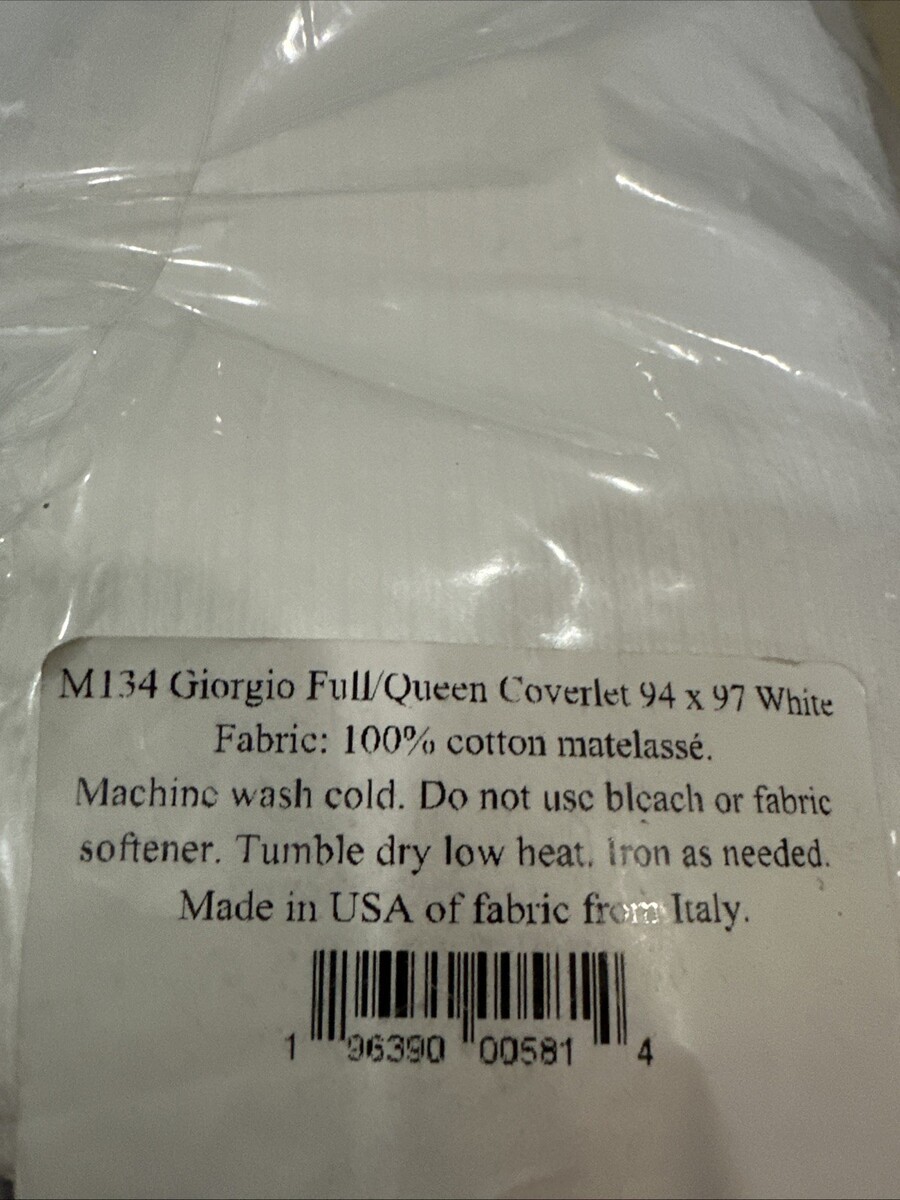 M134 Giorgio Full/Queen Coverlet 94 x 97 White
Fabric: 100% cotton matelassé.
Machine wash cold. Do not use bleach or fabric
softener. Tumble dry low heat. Iron as needed.
Made in USA of fabric from Italy.
1 96390 00581 4